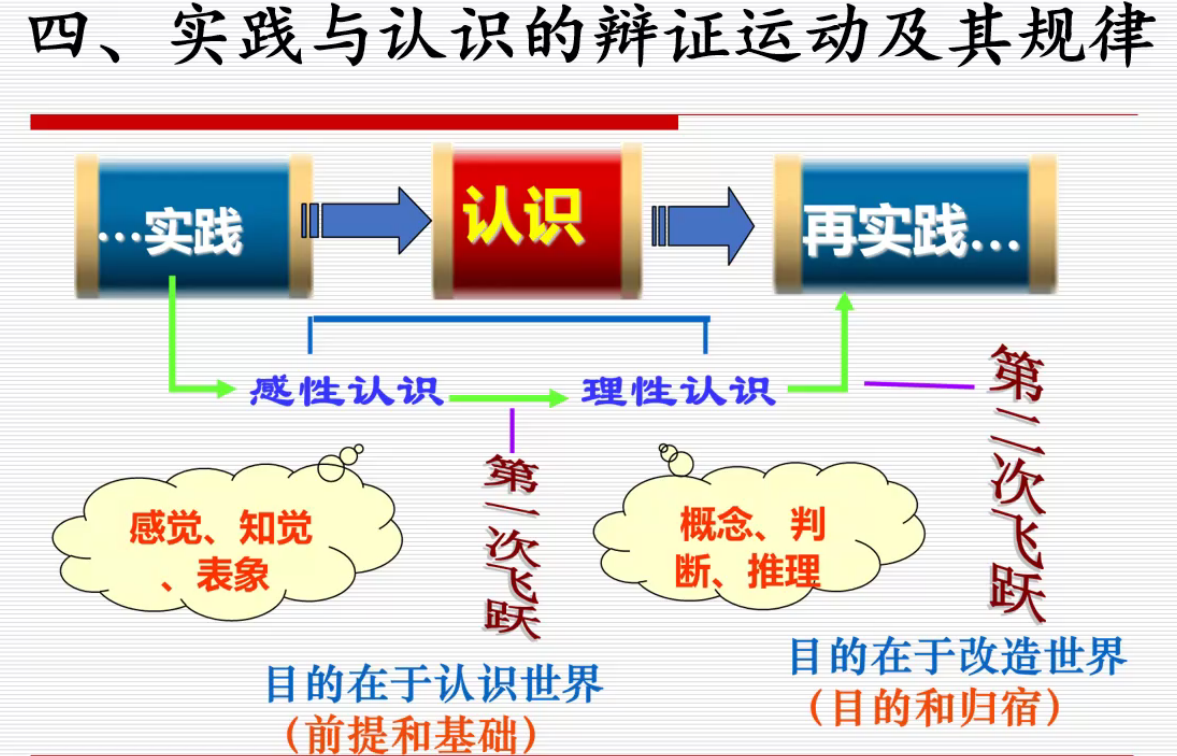 四、实践与认识的辩证运动及其规律
…实践
认识
再实践…
感性认识
理性认识
感觉、知觉
、表象
第一次飞跃
概念、判
断、推理
第二次飞跃
目的在于认识世界
（前提和基础）
目的在于改造世界
（目的和归宿）